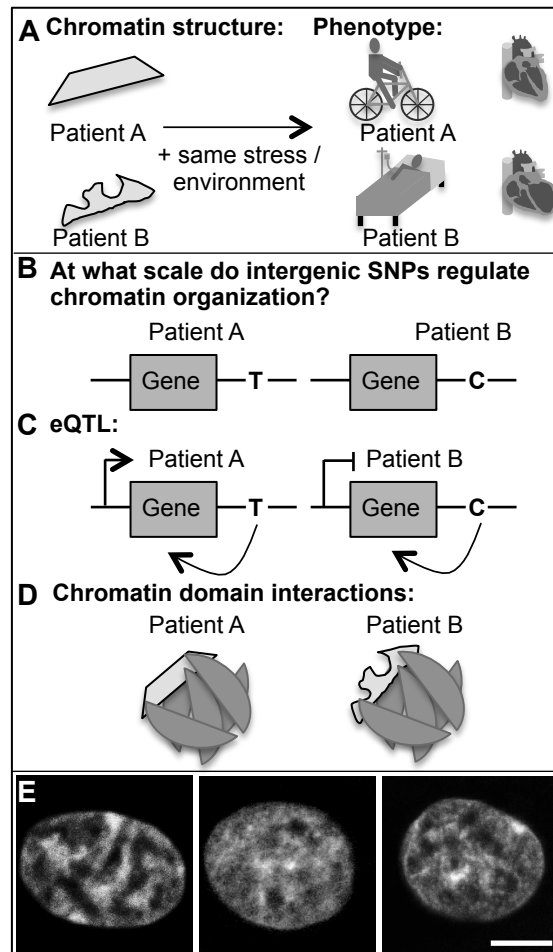 A Chromatin structure: Phenotype:
Patient A
+ same stress /
environment
Patient A
Patient B
Patient B
B At what scale do intergenic SNPs regulate
chromatin organization?
Patient A Patient B
Gene T Gene C
C eQTL:
Patient A Patient B
Gene T Gene C
D Chromatin domain interactions:
Patient A Patient B
E